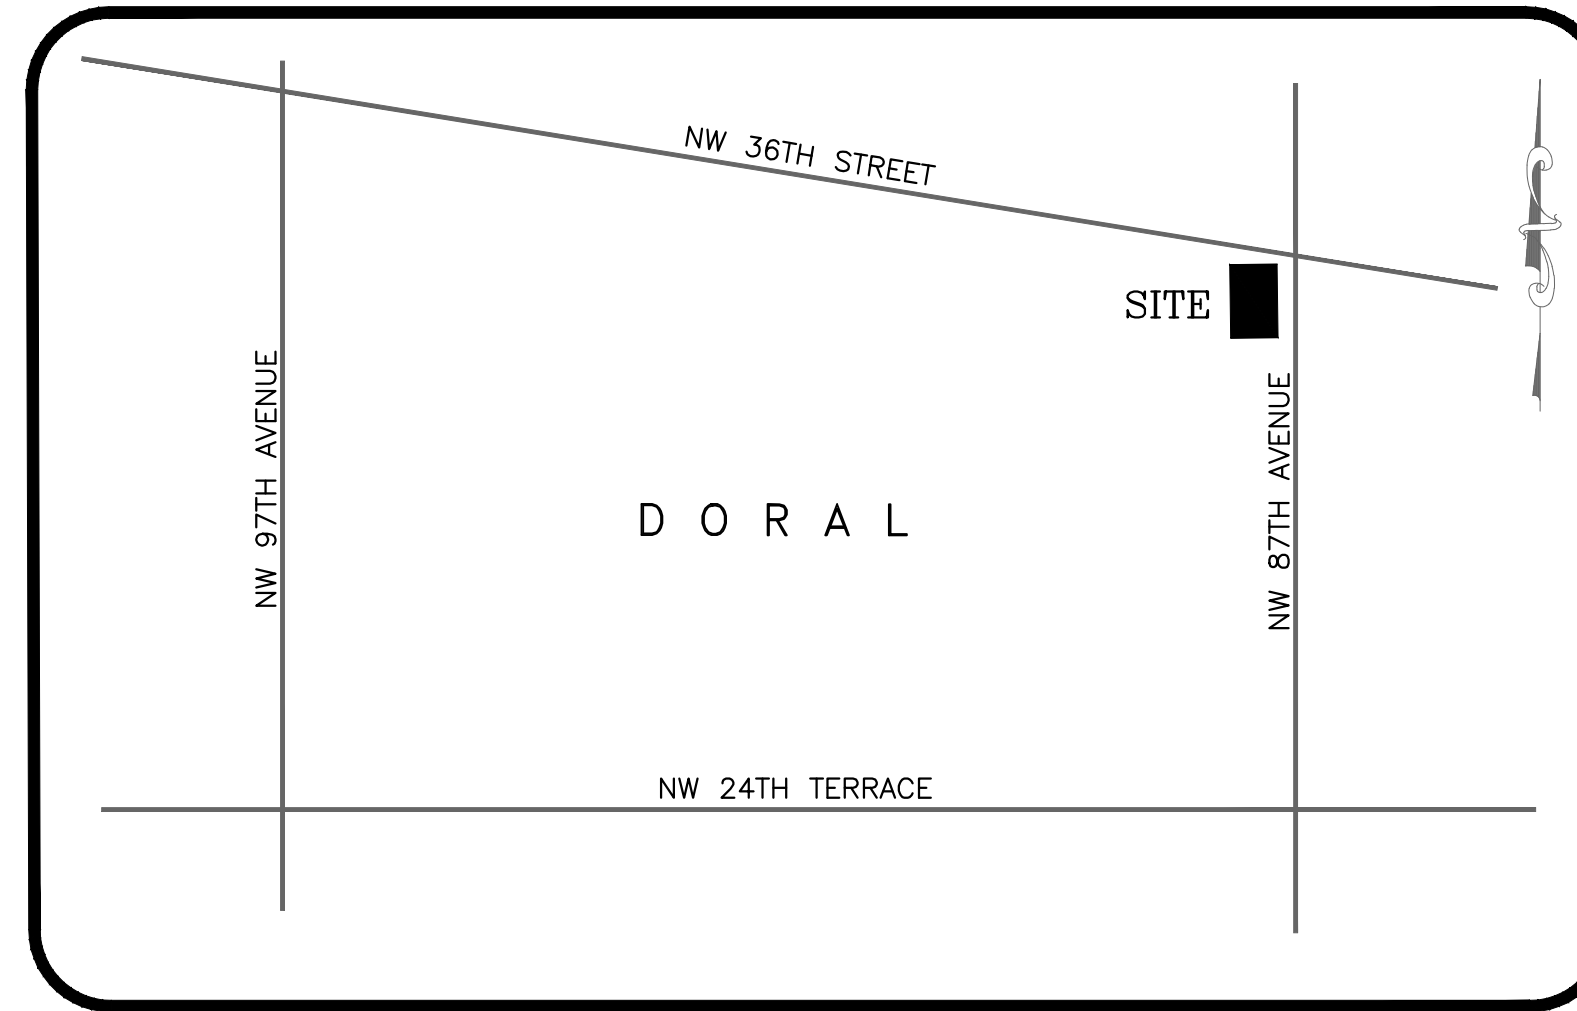 NW 36TH STREET
SITE
NW 97TH AVENUE
NW 87TH AVENUE
D O R A L
NW 24TH TERRACE